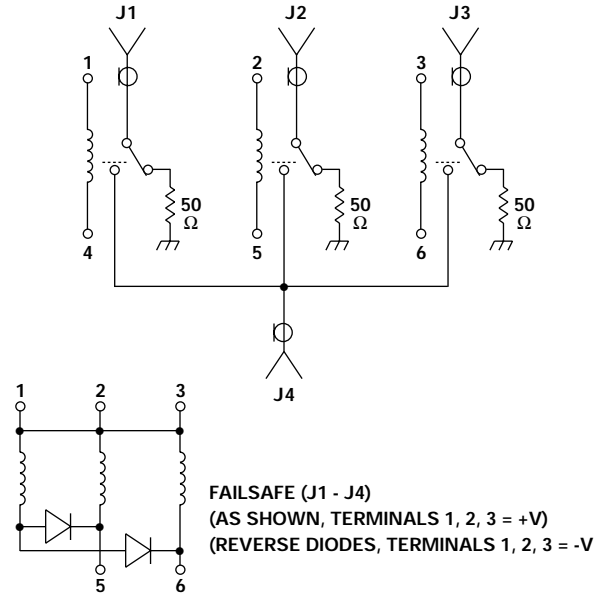 J1 J2 J3
1 2 3
50 50 50
Ω Ω Ω
4 5 6
J4
1 2 3
FAILSAFE (J1 - J4)
(AS SHOWN, TERMINALS 1, 2, 3 = +V)
(REVERSE DIODES, TERMINALS 1, 2, 3 = -V
5 6